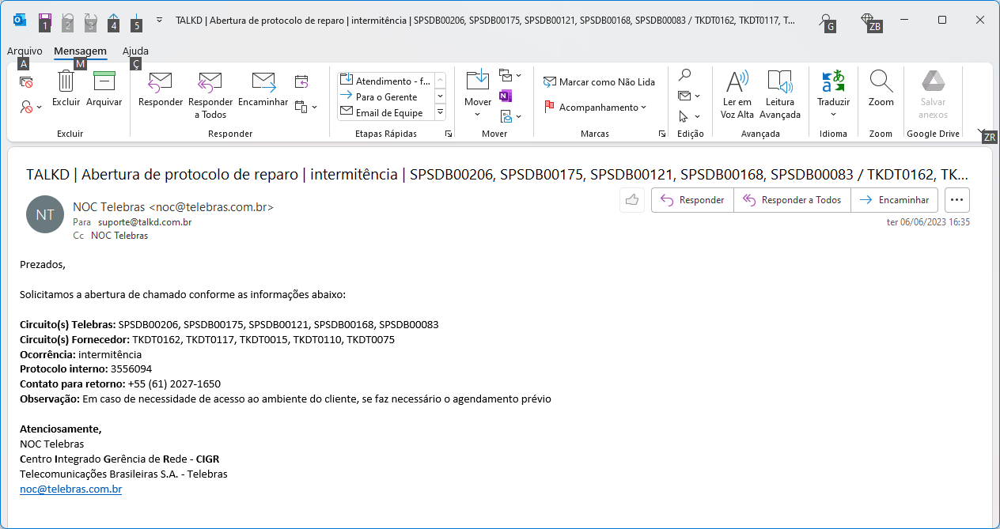 1 2 3 4 5 TALKD | Abertura de protocolo de reparo | intermitência | SPSDB00206, SPSDB00175, SPSDB00121, SPSDB00168, SPSDB00083 / TKDT0162, TKDT0117, T... G ZB
Arquivo Mensagem Ajuda
A M Ç
Excluir Arquivar
Excluir
Responder Responder a Todos Encaminhar
Responder
Atendimento - f...
Para o Gerente
Email de Equipe
Etapas Rápidas
Mover
Mover
Marcar como Não Lida
Acompanhamento
Marcas
Edição
Ler em Voz Alta Leitura Avançada
Avançada
Traduzir
Idioma
Zoom
Zoom
Salvar anexos
Google Drive
ZR
TALKD | Abertura de protocolo de reparo | intermitência | SPSDB00206, SPSDB00175, SPSDB00121, SPSDB00168, SPSDB00083 / TKDT0162, TK...
NT
NOC Telebras <noc@telebras.com.br>
Para suporte@talkd.com.br
Cc NOC Telebras
Responder Responder a Todos Encaminhar ...
ter 06/06/2023 16:35
Prezados,
Solicitamos a abertura de chamado conforme as informações abaixo:
Circuito(s) Telebras: SPSDB00206, SPSDB00175, SPSDB00121, SPSDB00168, SPSDB00083
Circuito(s) Fornecedor: TKDT0162, TKDT0117, TKDT0015, TKDT0110, TKDT0075
Ocorrência: intermitência
Protocolo interno: 3556094
Contato para retorno: +55 (61) 2027-1650
Observação: Em caso de necessidade de acesso ao ambiente do cliente, se faz necessário o agendamento prévio
Atenciosamente,
NOC Telebras
Centro Integrado Gerência de Rede - CIGR
Telecomunicações Brasileiras S.A. - Telebras
noc@telebras.com.br